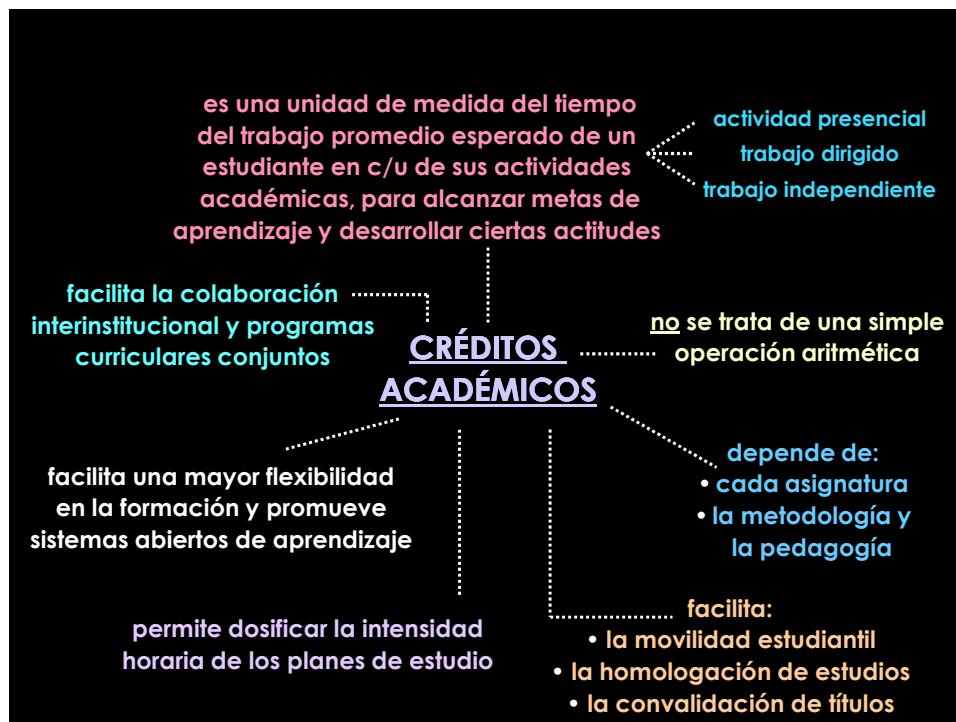 es una unidad de medida del tiempo
del trabajo promedio esperado de un
estudiante en c/u de sus actividades
académicas, para alcanzar metas de
aprendizaje y desarrollar ciertas actitudes
actividad presencial
trabajo dirigido
trabajo independiente
facilita la colaboración
interinstitucional y programas
curriculares conjuntos
CRÉDITOS
ACADÉMICOS
no se trata de una simple
operación aritmética
facilita una mayor flexibilidad
en la formación y promueve
sistemas abiertos de aprendizaje
depende de:
• cada asignatura
• la metodología y
la pedagogía
permite dosificar la intensidad
horaria de los planes de estudio
facilita:
• la movilidad estudiantil
• la homologación de estudios
• la convalidación de títulos